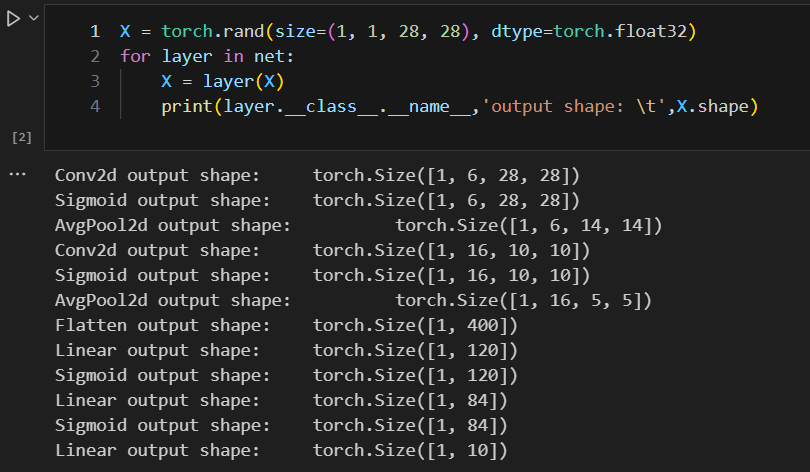 1 X = torch.rand(size=(1, 1, 28, 28), dtype=torch.float32)
2 for layer in net:
3     X = layer(X)
4     print(layer.__class__.__name__,'output shape: \t',X.shape)
[2]
Conv2d output shape: 	 torch.Size([1, 6, 28, 28])
Sigmoid output shape: 	 torch.Size([1, 6, 28, 28])
AvgPool2d output shape: 	 torch.Size([1, 6, 14, 14])
Conv2d output shape: 	 torch.Size([1, 16, 10, 10])
Sigmoid output shape: 	 torch.Size([1, 16, 10, 10])
AvgPool2d output shape: 	 torch.Size([1, 16, 5, 5])
Flatten output shape: 	 torch.Size([1, 400])
Linear output shape: 	 torch.Size([1, 120])
Sigmoid output shape: 	 torch.Size([1, 120])
Linear output shape: 	 torch.Size([1, 84])
Sigmoid output shape: 	 torch.Size([1, 84])
Linear output shape: 	 torch.Size([1, 10])